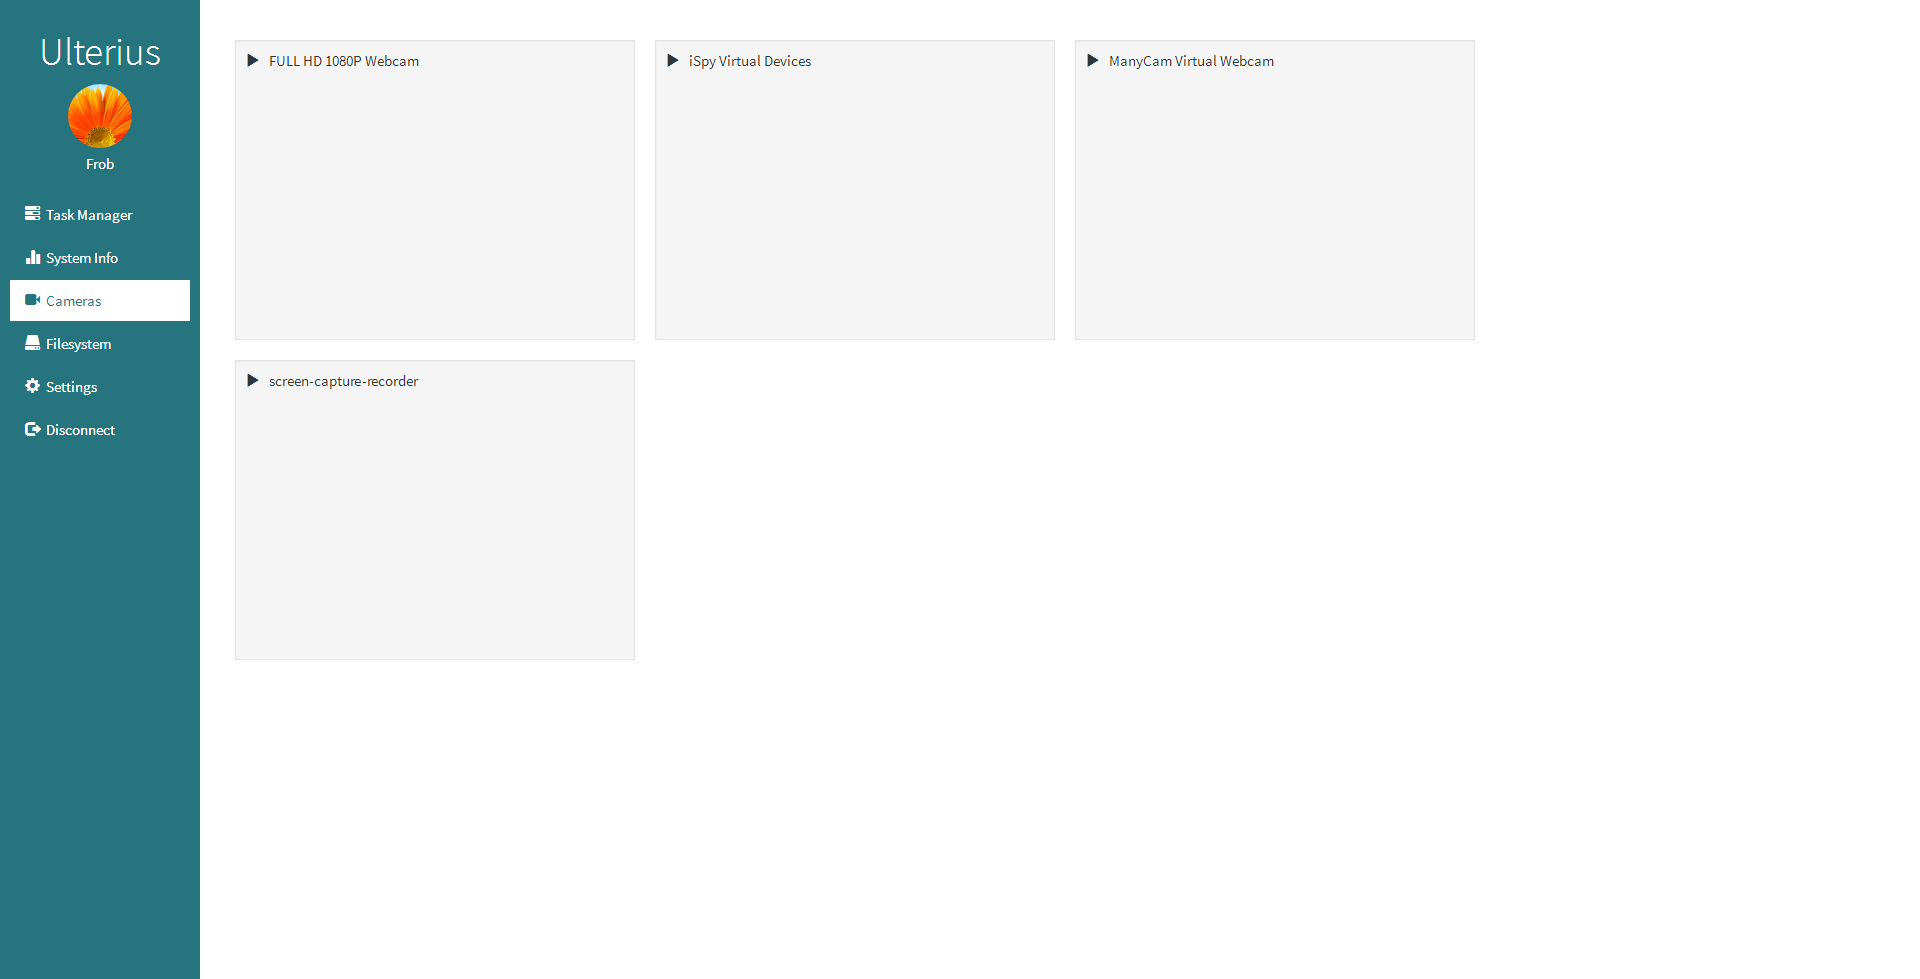 Ulterius
Frob
Task Manager
System Info
Cameras
Filesystem
Settings
Disconnect
FULL HD 1080P Webcam
iSpy Virtual Devices
ManyCam Virtual Webcam
screen-capture-recorder